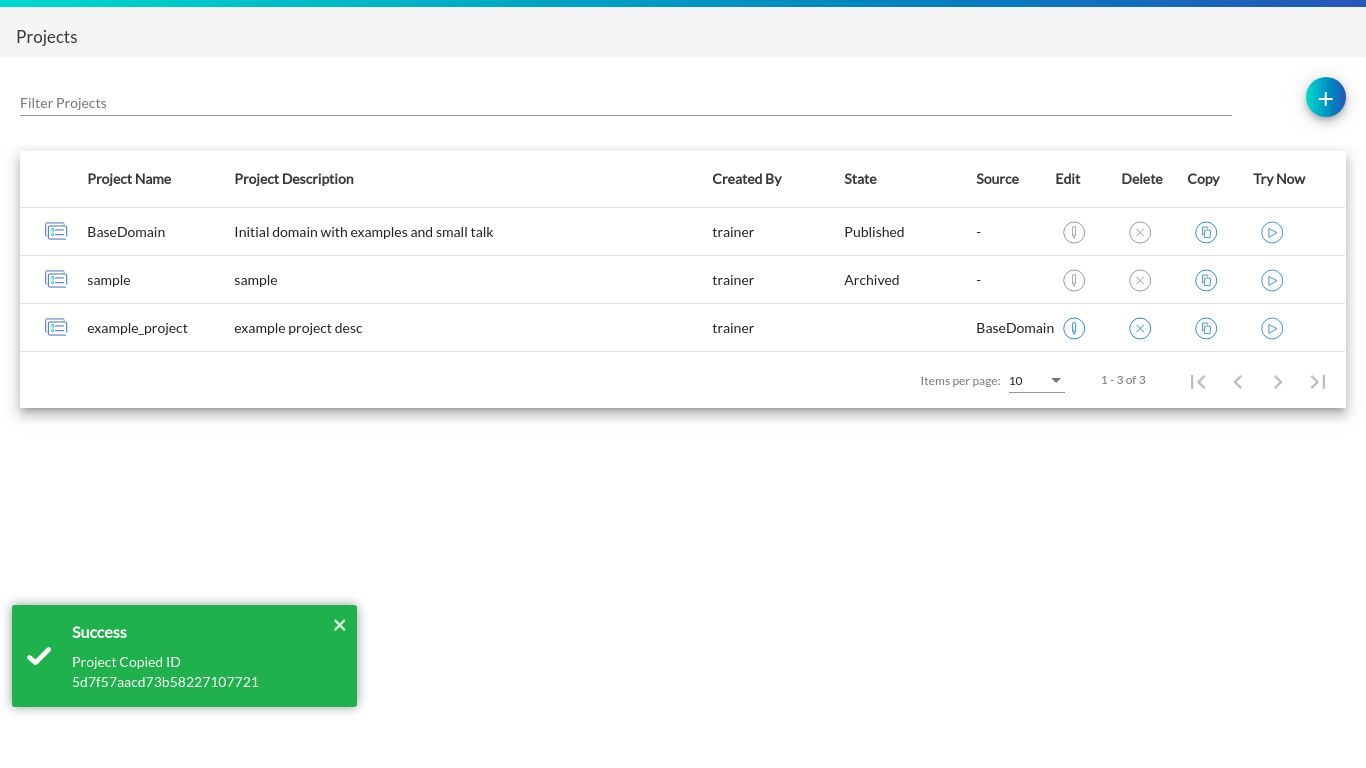 Projects
Filter Projects
+
Project Name Project Description Created By State Source Edit Delete Copy Try Now
BaseDomain Initial domain with examples and small talk trainer Published -
sample sample trainer Archived -
example_project example project desc trainer BaseDomain
Items per page: 10 1 - 3 of 3
Success
Project Copied ID
5d7f57aacd73b58227107721